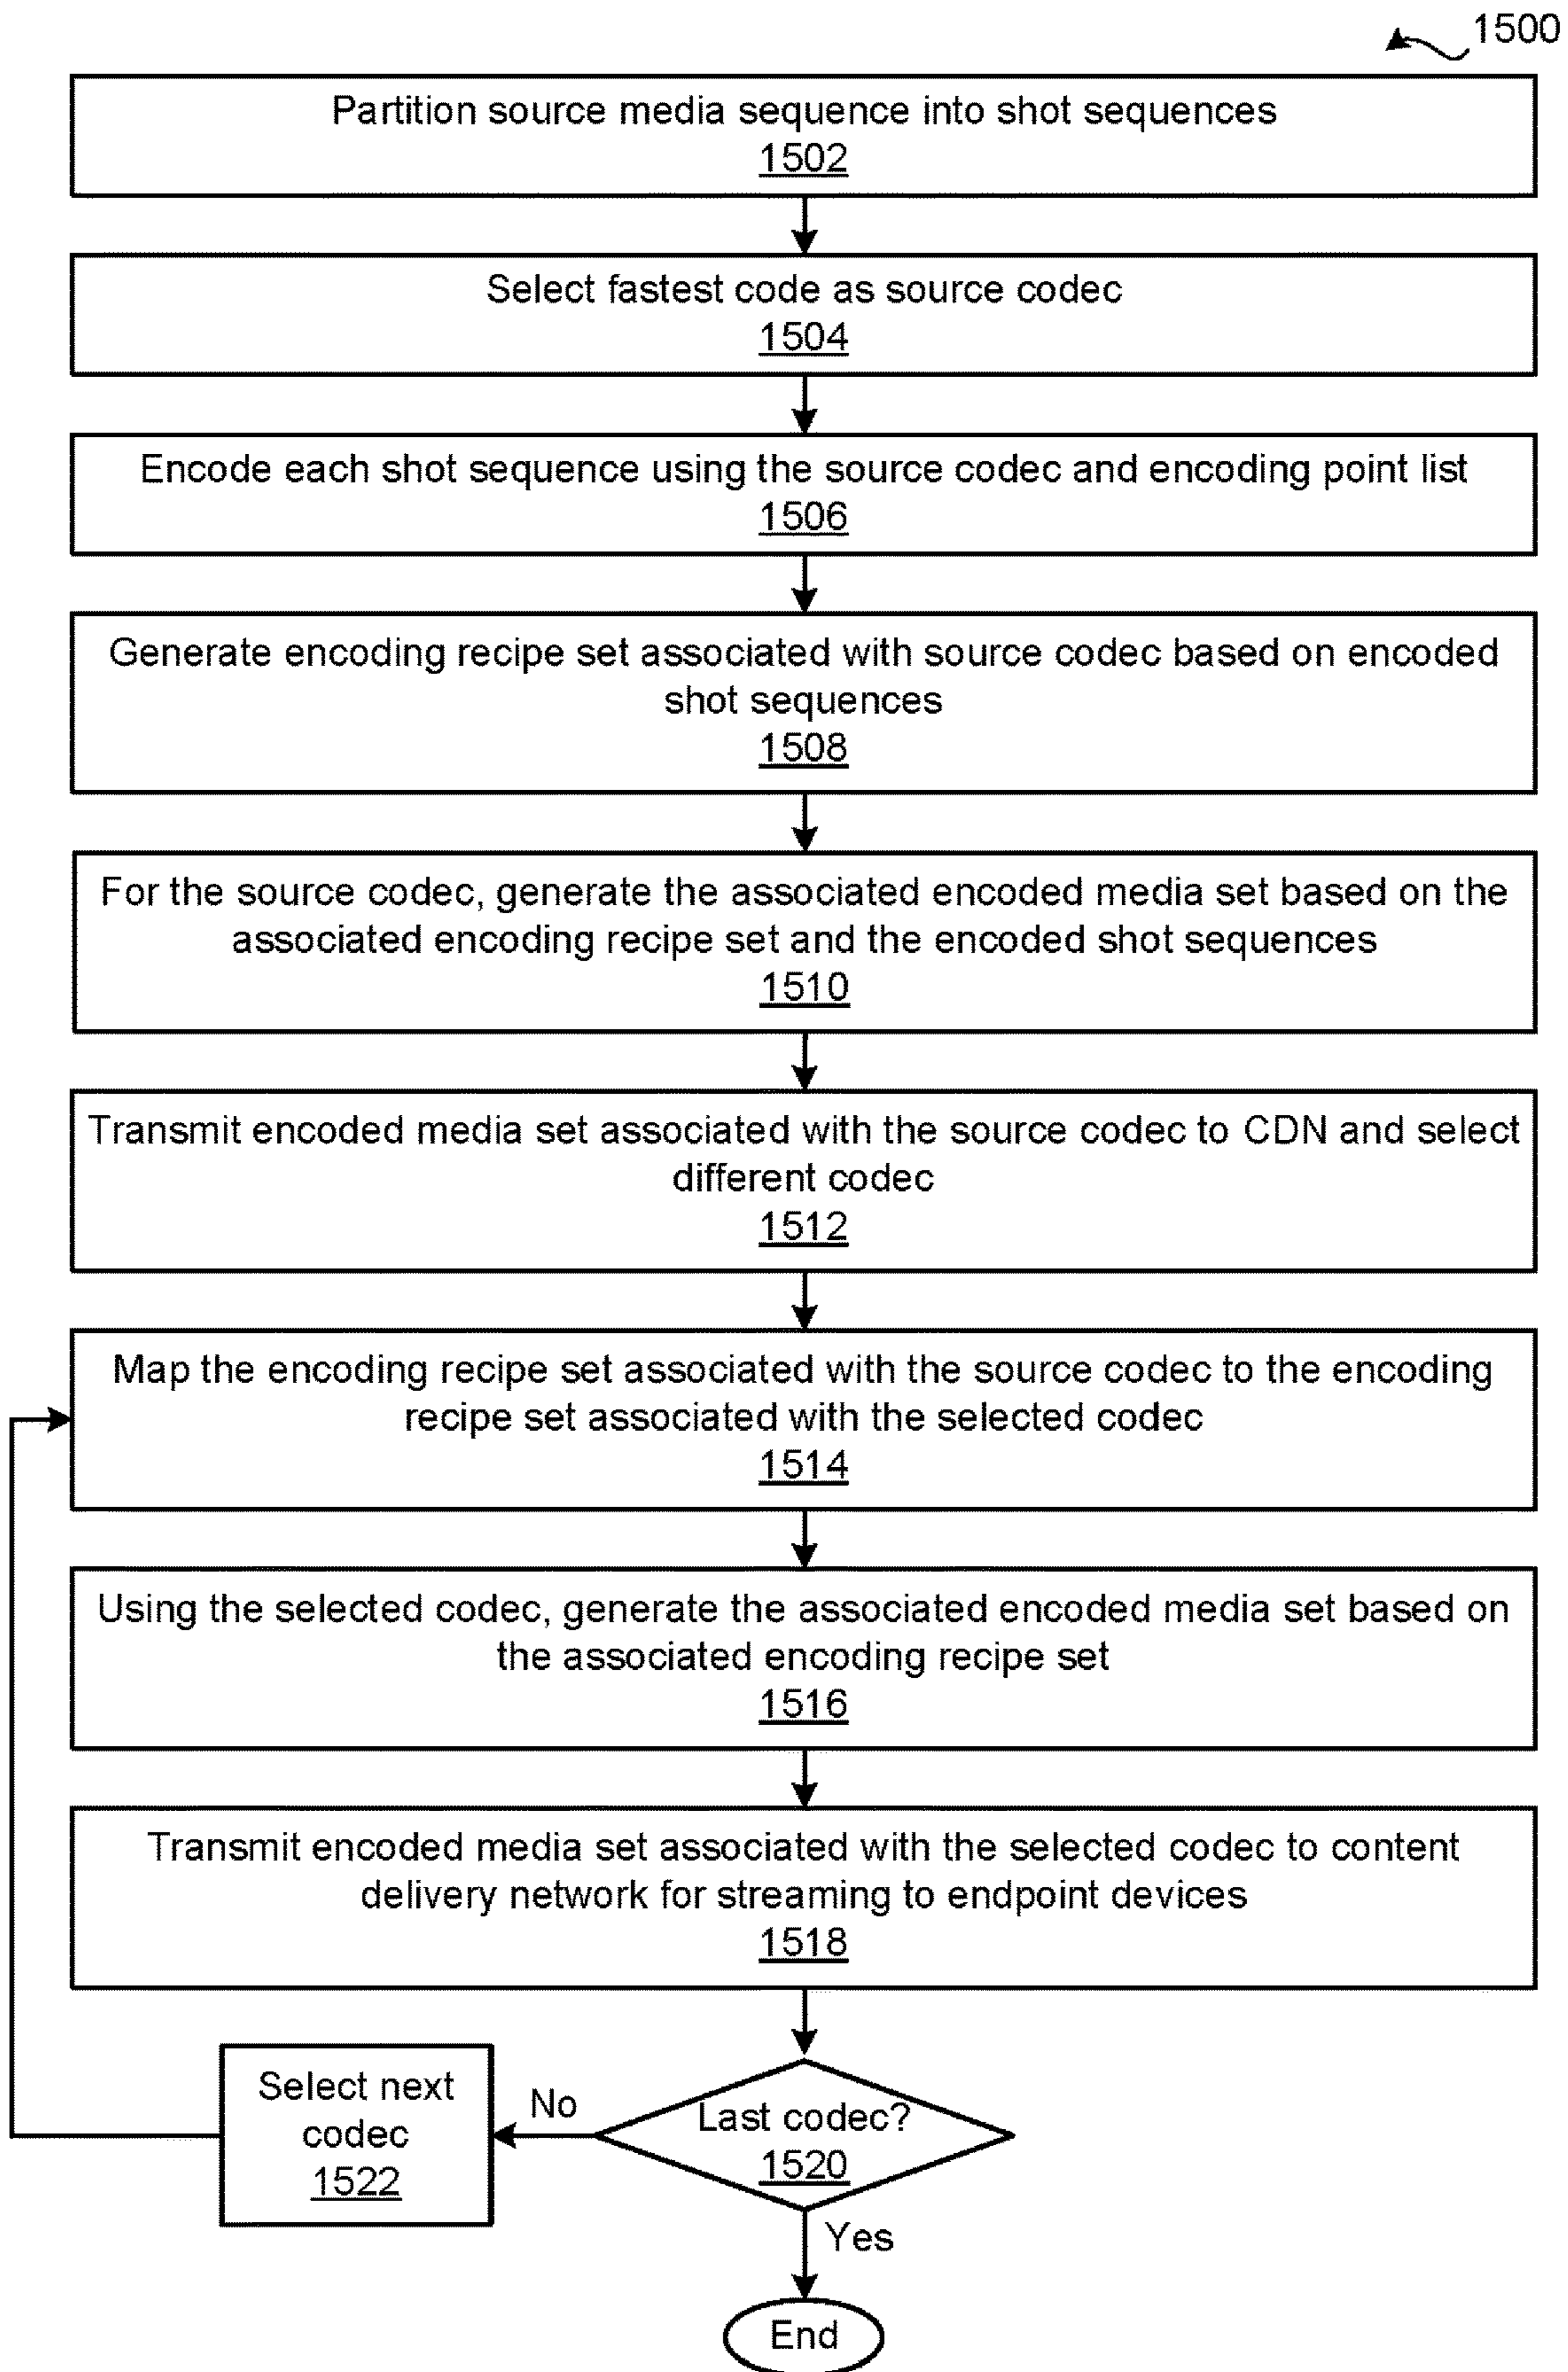 1500
Partition source media sequence into shot sequences
1502
Select fastest code as source codec
1504
Encode each shot sequence using the source codec and encoding point list
1506
Generate encoding recipe set associated with source codec based on encoded
shot sequences
1508
For the source codec, generate the associated encoded media set based on the
associated encoding recipe set and the encoded shot sequences
1510
Transmit encoded media set associated with the source codec to CDN and select
different codec
1512
Map the encoding recipe set associated with the source codec to the encoding
recipe set associated with the selected codec
1514
Using the selected codec, generate the associated encoded media set based on
the associated encoding recipe set
1516
Transmit encoded media set associated with the selected codec to content
delivery network for streaming to endpoint devices
1518
Last codec?
1520
No
Select next
codec
1522
Yes
End